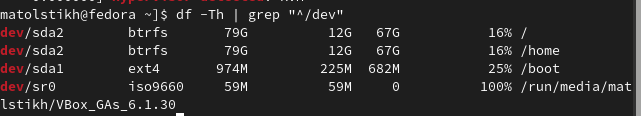 matolstikh@fedora ~]$ df -Th | grep "^/dev"
dev/sda2 btrfs 79G 12G 67G 16% /
dev/sda2 btrfs 79G 12G 67G 16% /home
dev/sda1 ext4 974M 225M 682M 25% /boot
dev/sr0 iso9660 59M 59M 0 100% /run/media/mat
lstikh/VBox_GAs_6.1.30